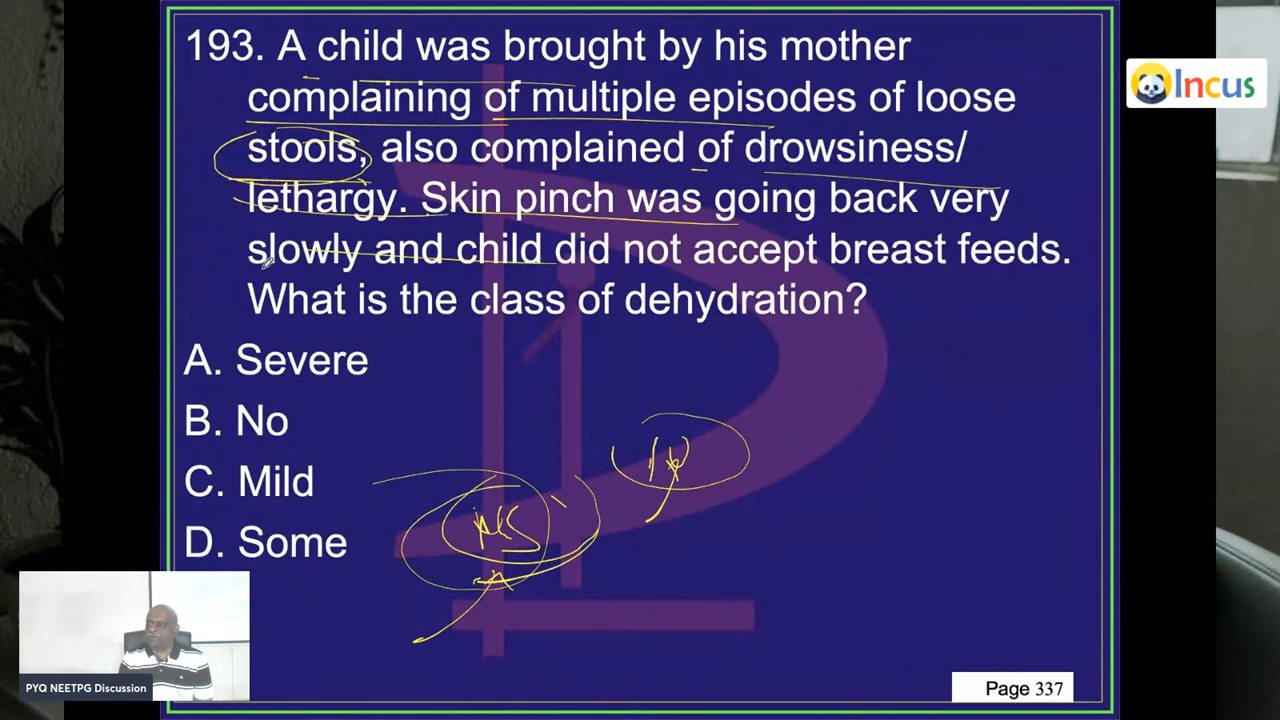 193. A child was brought by his mother
complaining of multiple episodes of loose
stools, also complained of drowsiness/
lethargy. Skin pinch was going back very
slowly and child did not accept breast feeds.
What is the class of dehydration?
A. Severe
B. No
C. Mild
D. Some
Incus
PYQ NEETPG Discussion
Page 337